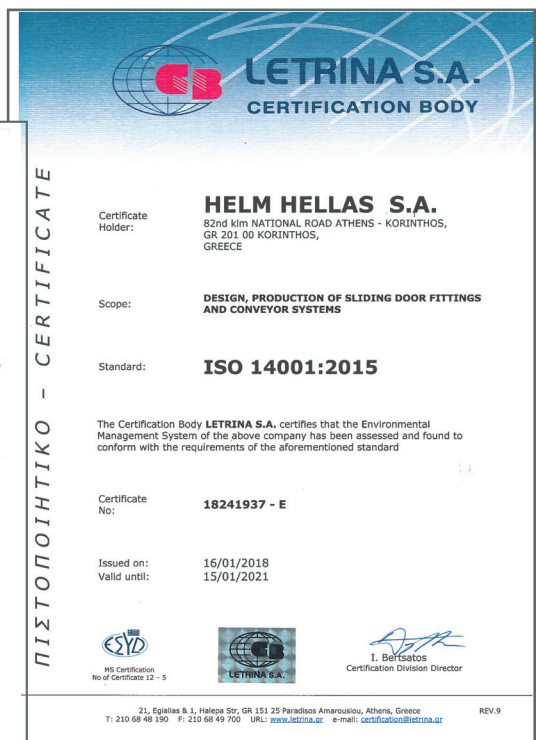 CB
LETRINA S.A.
CERTIFICATION BODY
ΠΙΣΤΟΠΟΙΗΤΙΚΟ - CERTIFICATE
Certificate Holder:
HELM HELLAS S.A.
82nd klm NATIONAL ROAD ATHENS - KORINTHOS,
GR 201 00 KORINTHOS,
GREECE
Scope:
DESIGN, PRODUCTION OF SLIDING DOOR FITTINGS
AND CONVEYOR SYSTEMS
Standard:
ISO 14001:2015
The Certification Body LETRINA S.A. certifies that the Environmental
Management System of the above company has been assessed and found to
conform with the requirements of the aforementioned standard
Certificate No:
18241937 - E
Issued on: 16/01/2018
Valid until: 15/01/2021
ESYD
MS Certification
No of Certificate 12 - 5
CB
LETRINA S.A.
I. Bertsatos
Certification Division Director
21, Egialias & 1, Halepa Str, GR 151 25 Paradisos Amarousiou, Athens, Greece
REV.9
T: 210 68 48 190 F: 210 68 49 700 URL: www.letrina.gr e-mail: certification@letrina.gr